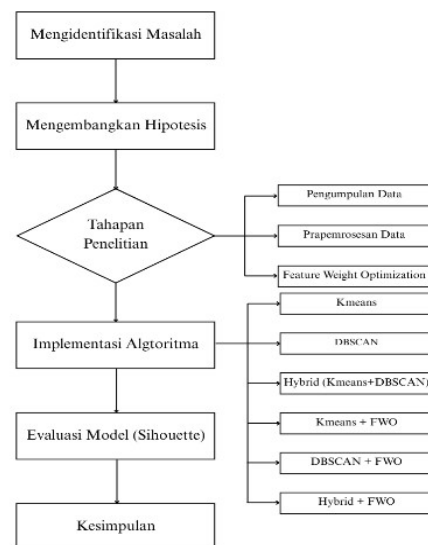 Mengidentifikasi Masalah
Mengembangkan Hipotesis
Tahapan
Penelitian
Pengumpulan Data
Prapemrosesan Data
Feature Weight Optimization
Implementasi Algtoritma
Kmeans
DBSCAN
Hybrid (Kmeans+DBSCAN)
Kmeans + FWO
DBSCAN + FWO
Hybrid + FWO
Evaluasi Model (Sihouette)
Kesimpulan